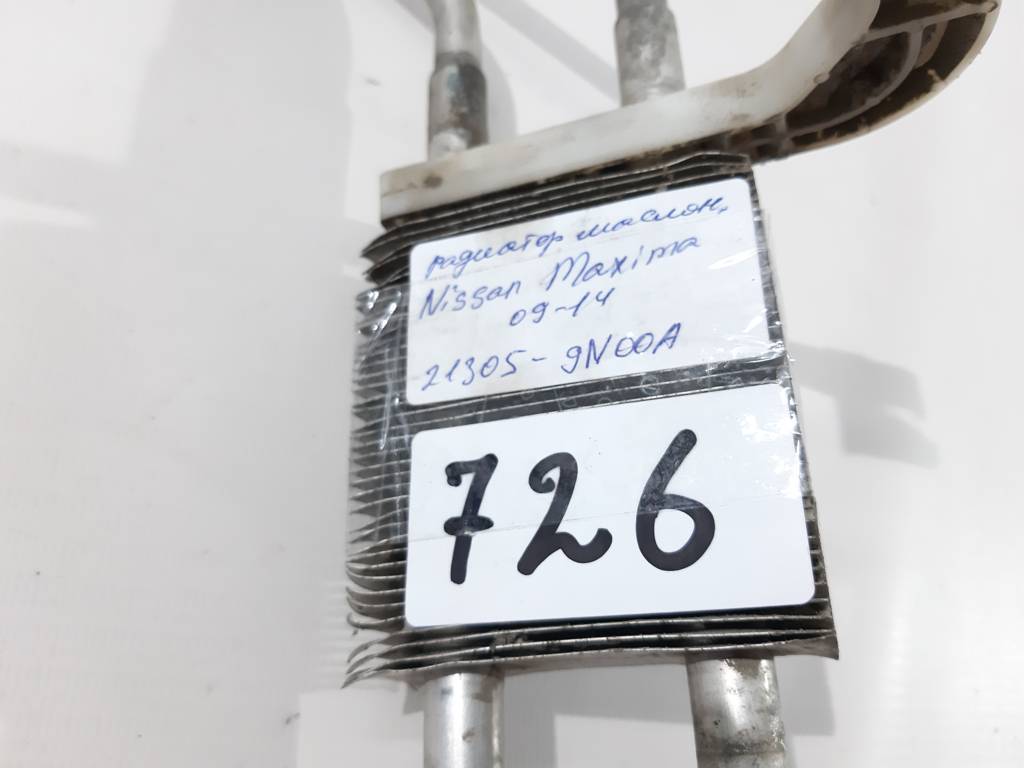 радиатор маслян.
Nissan Maxima
09-14
21305-9N00A
726